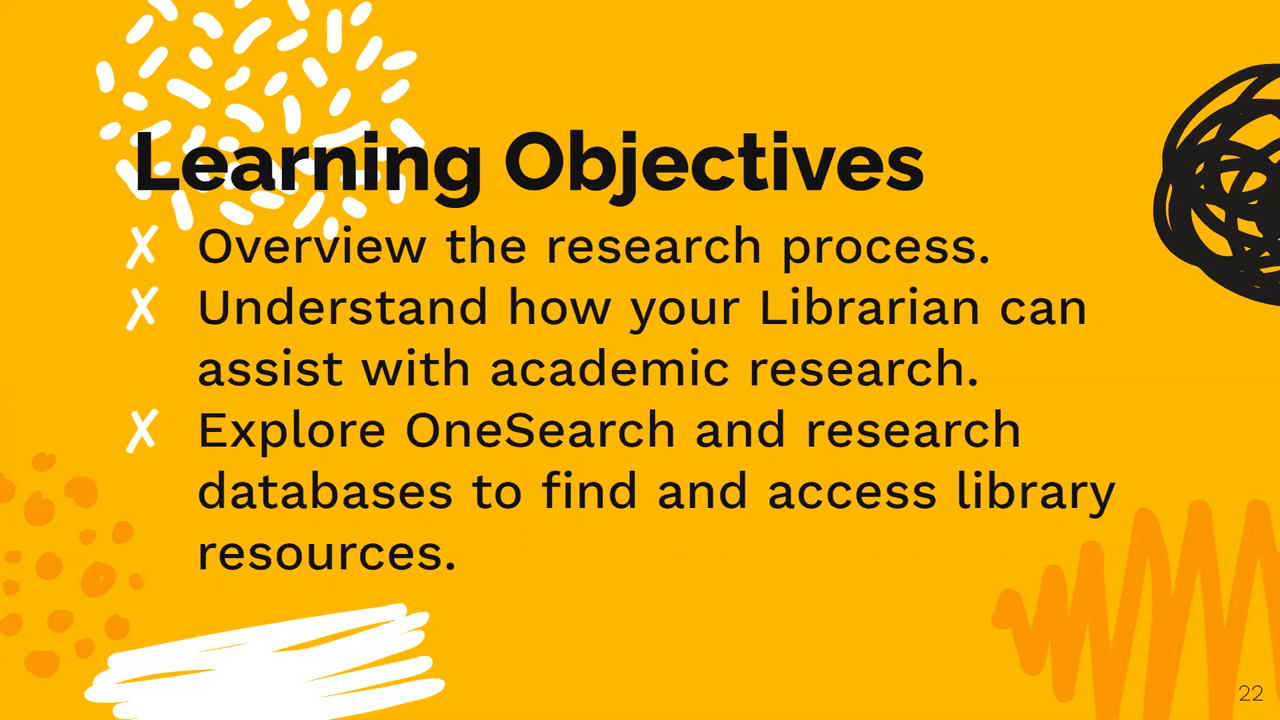 Learning Objectives
✗ Overview the research process.
✗ Understand how your Librarian can
assist with academic research.
✗ Explore OneSearch and research
databases to find and access library
resources.
22